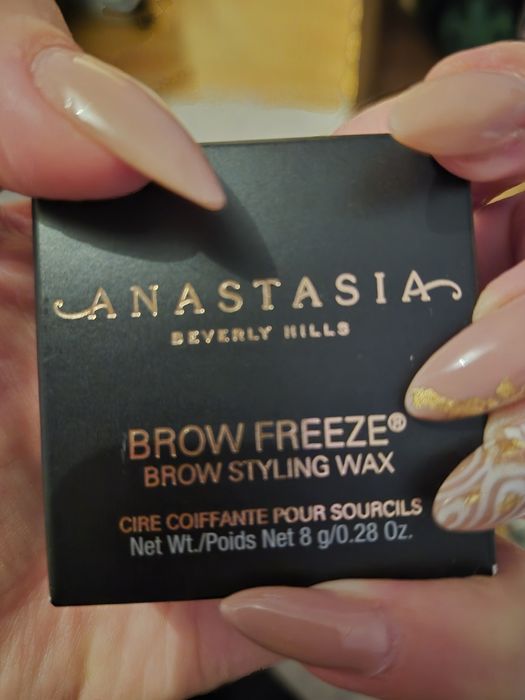 ANASTASIA
BEVERLY HILLS
BROW FREEZE®
BROW STYLING WAX
CIRE COIFFANTE POUR SOURCILS
Net Wt./Poids Net 8 g/0.28 Oz.